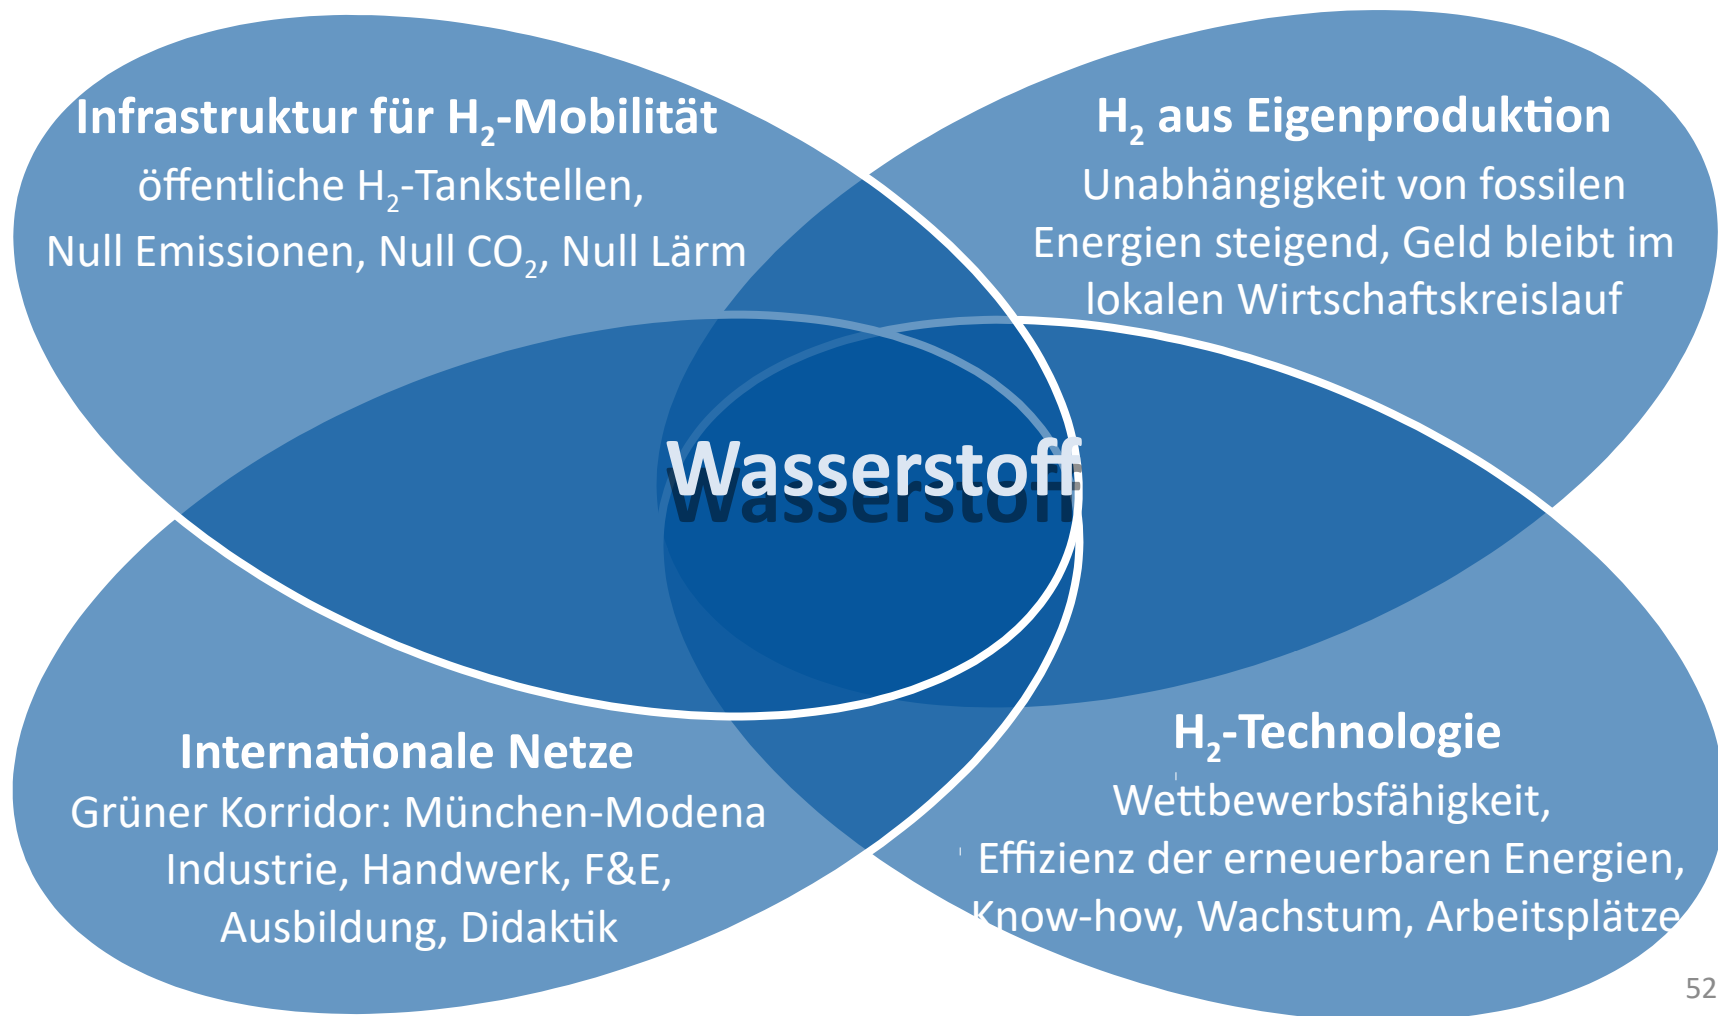 Infrastruktur für H₂-Mobilität
öffentliche H₂-Tankstellen,
Null Emissionen, Null CO₂, Null Lärm
H₂ aus Eigenproduktion
Unabhängigkeit von fossilen
Energien steigend, Geld bleibt im
lokalen Wirtschaftskreislauf
Wasserstoff
Internationale Netze
Grüner Korridor: München-Modena
Industrie, Handwerk, F&E,
Ausbildung, Didaktik
H₂-Technologie
Wettbewerbsfähigkeit,
Effizienz der erneuerbaren Energien,
Know-how, Wachstum, Arbeitsplätze
52